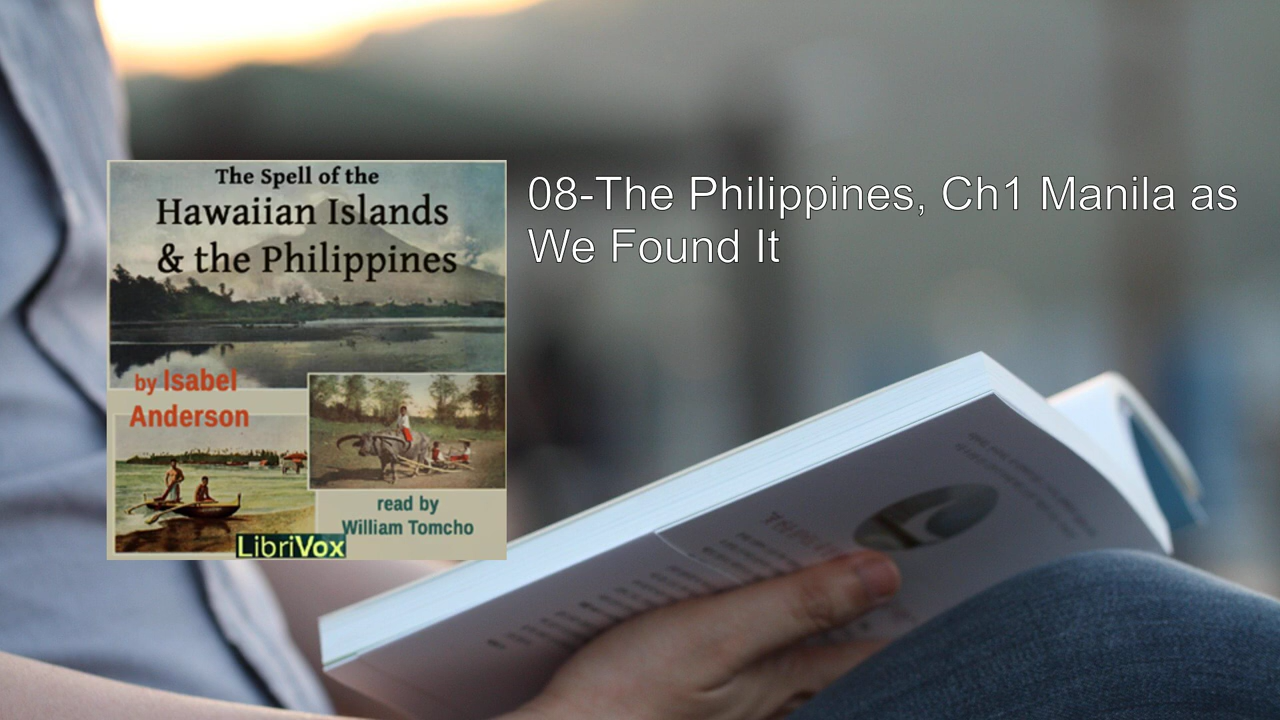 The Spell of the
Hawaiian Islands
& the Philippines
by Isabel
Anderson
read by
William Tomcho
LibriVox
08-The Philippines, Ch1 Manila as
We Found It